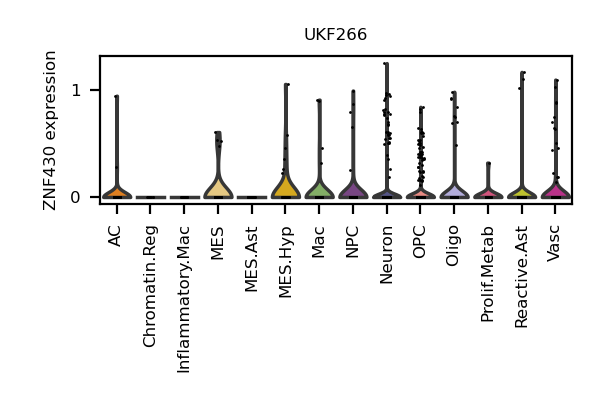 UKF266
ZNF430 expression
1
0
AC
Chromatin.Reg
Inflammatory.Mac
MES
MES.Ast
MES.Hyp
Mac
NPC
Neuron
OPC
Oligo
Prolif.Metab
Reactive.Ast
Vasc